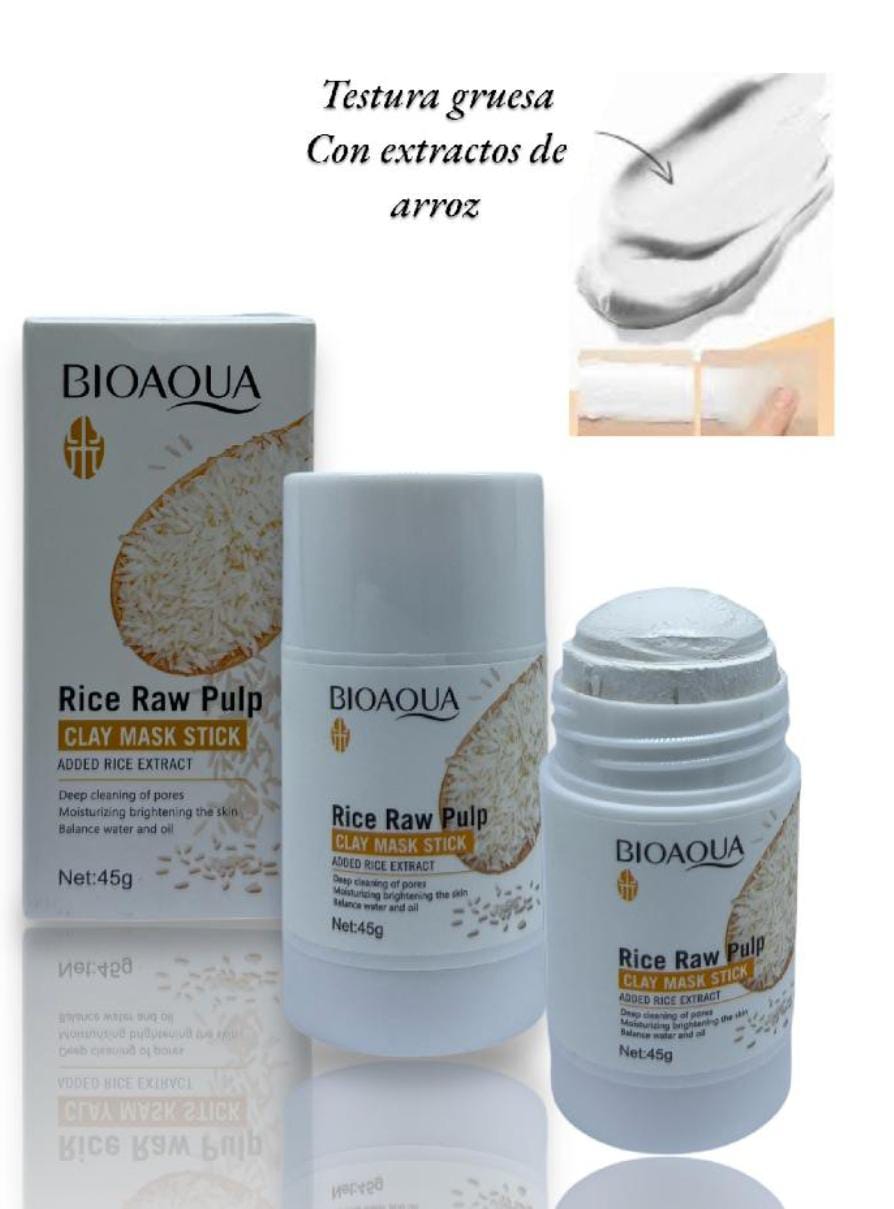 Testura gruesa
Con extractos de
arroz
BIOAQUA
Rice Raw Pulp
CLAY MASK STICK
ADDED RICE EXTRACT
Deep cleaning of pores
Moisturizing brightening the skin
Balance water and oil
Net:45g
BIOAQUA
Rice Raw Pulp
CLAY MASK STICK
ADDED RICE EXTRACT
Deep cleaning of pores
Moisturizing brightening the skin
Balance water and oil
Net:45g
BIOAQUA
Rice Raw Pulp
CLAY MASK STICK
ADDED RICE EXTRACT
Deep cleaning of pores
Moisturizing brightening the skin
Balance water and oil
Net:45g